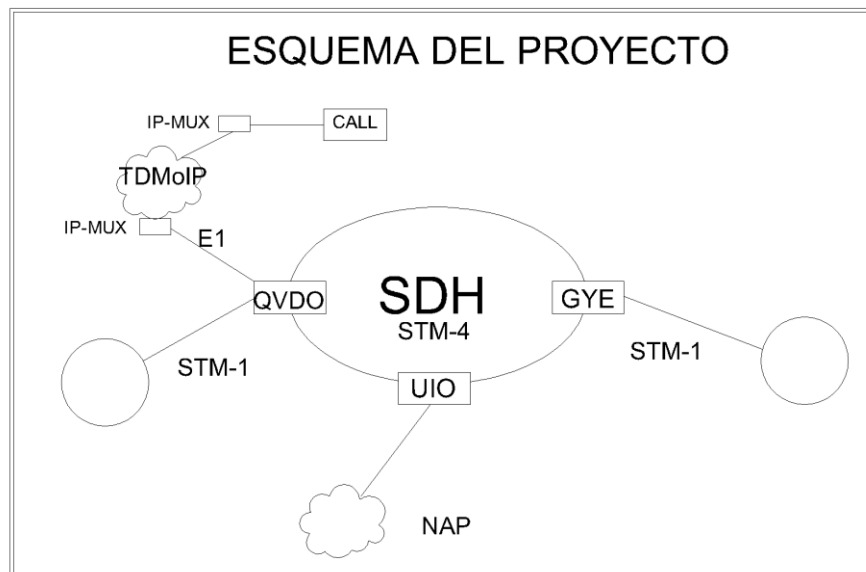 ESQUEMA DEL PROYECTO
IP-MUX
CALL
TDMoIP
IP-MUX
E1
QVDO
SDH
STM-4
GYE
STM-1
STM-1
UIO
NAP